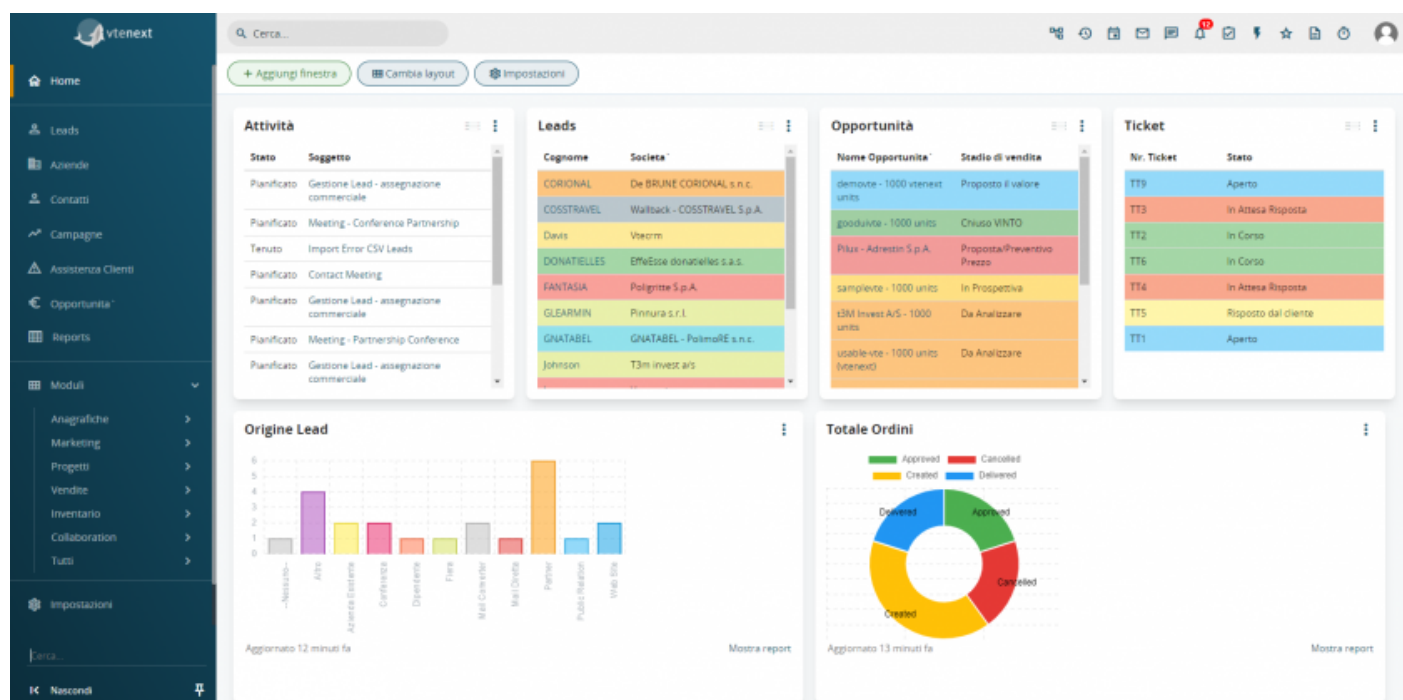 vtenext
Cerca...
12
Home
Leads
Aziende
Contatti
Campagne
Assistenza Clienti
Opportunita`
Reports
Moduli
Anagrafiche
Marketing
Progetti
Vendite
Inventario
Collaboration
Tutti
Impostazioni
Cerca...
Nascondi
+ Aggiungi finestra
Cambia layout
Impostazioni
Attività
Stato Soggetto
Pianificato Gestione Lead - assegnazione
commerciale
Pianificato Meeting - Conference Partnership
Tenuto Import Error CSV Leads
Pianificato Contact Meeting
Pianificato Gestione Lead - assegnazione
commerciale
Pianificato Meeting - Partnership Conference
Pianificato Gestione Lead - assegnazione
commerciale
Leads
Cognome Societa`
CORIONAL De BRUNE CORIONAL s.n.c.
COSSTRAVEL Wallback - COSSTRAVEL S.p.A.
Davis Vtecrm
DONATIELLES EffeEsse donatielles s.a.s.
FANTASIA Poligritte S.p.A.
GLEARMIN Pinnura s.r.l.
GNATABEL GNATABEL - PolimoRE s.n.c.
Johnson T3m invest a/s
Opportunità
Nome Opportunita` Stadio di vendita
demovte - 1000 vtenext Proposto il valore
units
gooduivte - 1000 units Chiuso VINTO
Pilux - Adrestin S.p.A. Proposta/Preventivo
Prezzo
samplevte - 1000 units In Prospettiva
t3M Invest A/S - 1000 Da Analizzare
units
usable-vte - 1000 units Da Analizzare
(vtenext)
Ticket
Nr. Ticket Stato
TT9 Aperto
TT3 In Attesa Risposta
TT2 In Corso
TT6 In Corso
TT4 In Attesa Risposta
TT5 Risposto dal cliente
TT1 Aperto
Origine Lead
6
5
4
3
2
1
0
--Nessuno--
Altro
Azienda Esistente
Conferenza
Dipendente
Fiera
Mail Converter
Mail Diretta
Partner
Public Relation
Web Site
Aggiornato 12 minuti fa
Mostra report
Totale Ordini
Approved Cancelled
Created Delivered
Delivered Approved
Cancelled
Created
Aggiornato 13 minuti fa
Mostra report